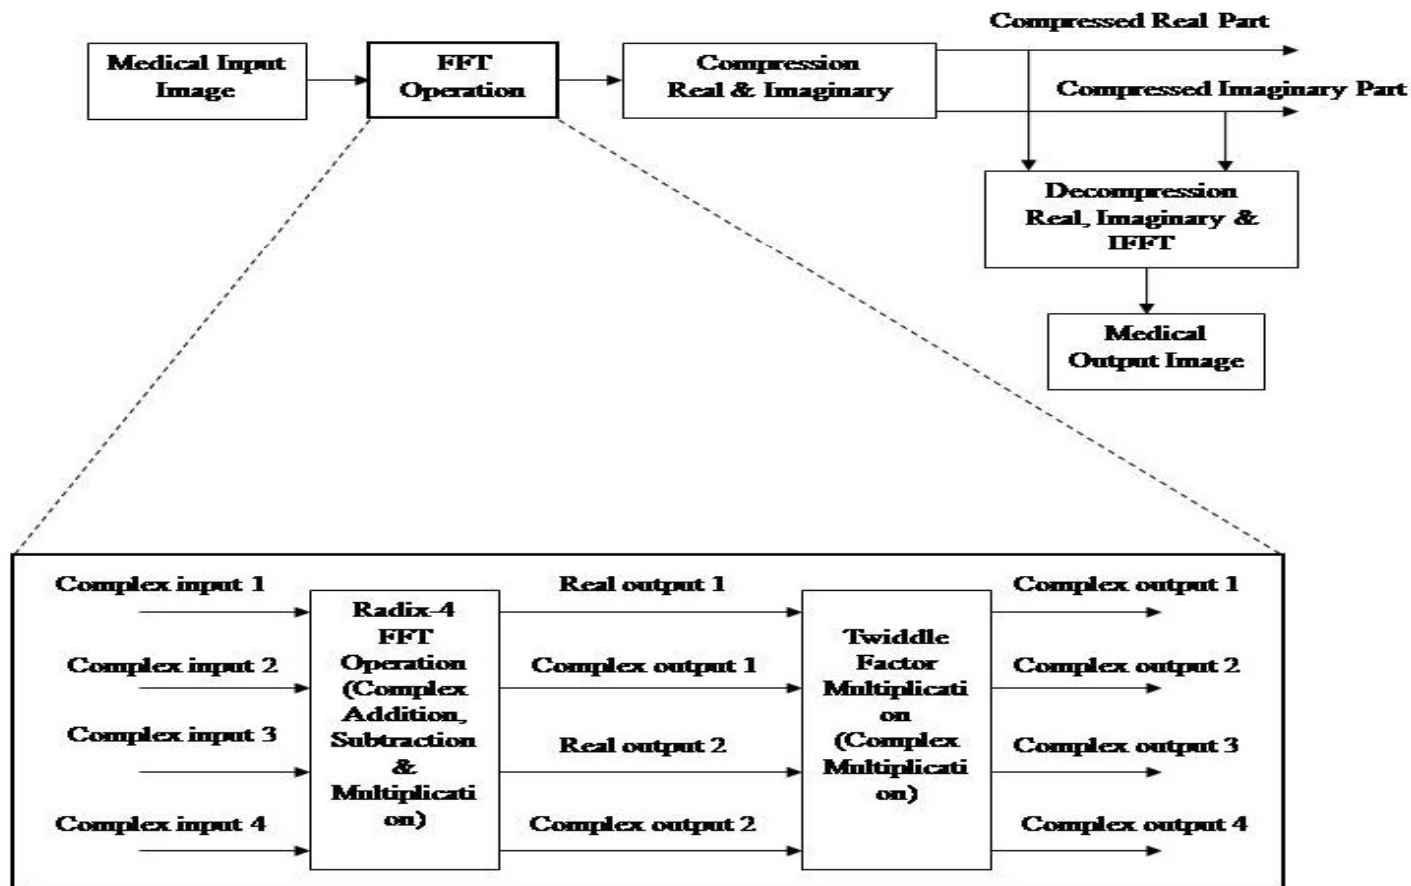 Compressed Real Part
Medical Input
Image
FFT
Operation
Compression
Real & Imaginary
Compressed Imaginary Part
Decompression
Real, Imaginary &
IFFT
Medical
Output Image
Complex input 1
Complex input 2
Complex input 3
Complex input 4
Radix-4
FFT
Operation
(Complex
Addition,
Subtraction
&
Multiplicati
on)
Real output 1
Complex output 1
Real output 2
Complex output 2
Twiddle
Factor
Multiplicati
on
(Complex
Multiplicati
on)
Complex output 1
Complex output 2
Complex output 3
Complex output 4